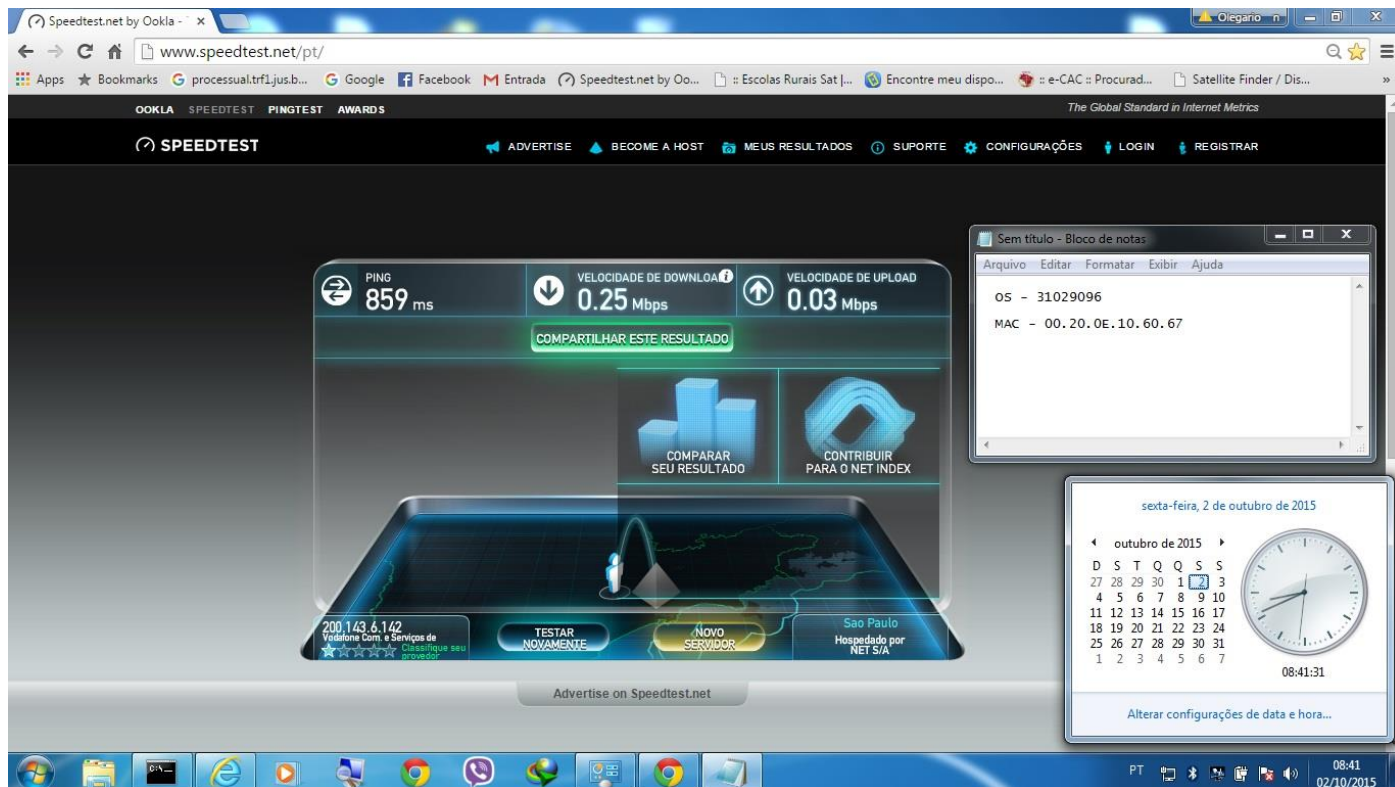 Speedtest.net by Ookla -
Olegario n
www.speedtest.net/pt/
Apps Bookmarks processual.trf1.jus.b... Google Facebook Entrada Speedtest.net by Oo... :: Escolas Rurais Sat |... Encontre meu dispo... :: e-CAC :: Procurad... Satellite Finder / Dis... »
OOKLA SPEEDTEST PINGTEST AWARDS The Global Standard in Internet Metrics
SPEEDTEST ADVERTISE BECOME A HOST MEUS RESULTADOS SUPORTE CONFIGURAÇÕES LOGIN REGISTRAR
PING
859 ms
VELOCIDADE DE DOWNLOA
0.25 Mbps
VELOCIDADE DE UPLOAD
0.03 Mbps
COMPARTILHAR ESTE RESULTADO
COMPARAR
SEU RESULTADO
CONTRIBUIR
PARA O NET INDEX
200.143.6.142
Vodafone Com. e Serviços de
Classifique seu
provedor
TESTAR
NOVAMENTE
NOVO
SERVIDOR
Sao Paulo
Hospedado por
NET S/A
Advertise on Speedtest.net
Sem título - Bloco de notas
Arquivo Editar Formatar Exibir Ajuda
OS - 31029096
MAC - 00.20.0E.10.60.67
sexta-feira, 2 de outubro de 2015
outubro de 2015
D S T Q Q S S
27 28 29 30 1 2 3
4 5 6 7 8 9 10
11 12 13 14 15 16 17
18 19 20 21 22 23 24
25 26 27 28 29 30 31
1 2 3 4 5 6 7
08:41:31
Alterar configurações de data e hora...
PT
08:41
02/10/2015